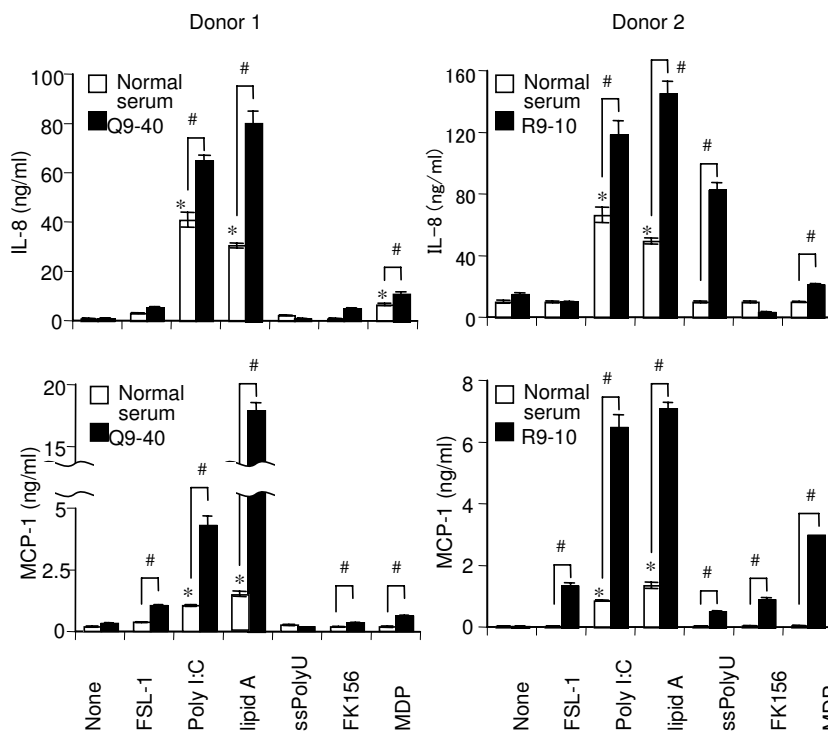 Donor 1
Donor 2
IL-8 (ng/ml)
100
80
60
40
20
0
Normal
serum
Q9-40
*
#
*
#
*
#
IL-8 (ng/ml)
160
120
80
40
0
Normal
serum
R9-10
*
#
*
#
#
#
MCP-1 (ng/ml)
20
15
5
2.5
0
Normal
serum
Q9-40
#
*
#
*
#
#
#
MCP-1 (ng/ml)
8
6
4
2
0
Normal
serum
R9-10
#
*
#
*
#
#
#
#
None
FSL-1
Poly I:C
lipid A
ssPolyU
FK156
MDP
None
FSL-1
Poly I:C
lipid A
ssPolyU
FK156
MDP